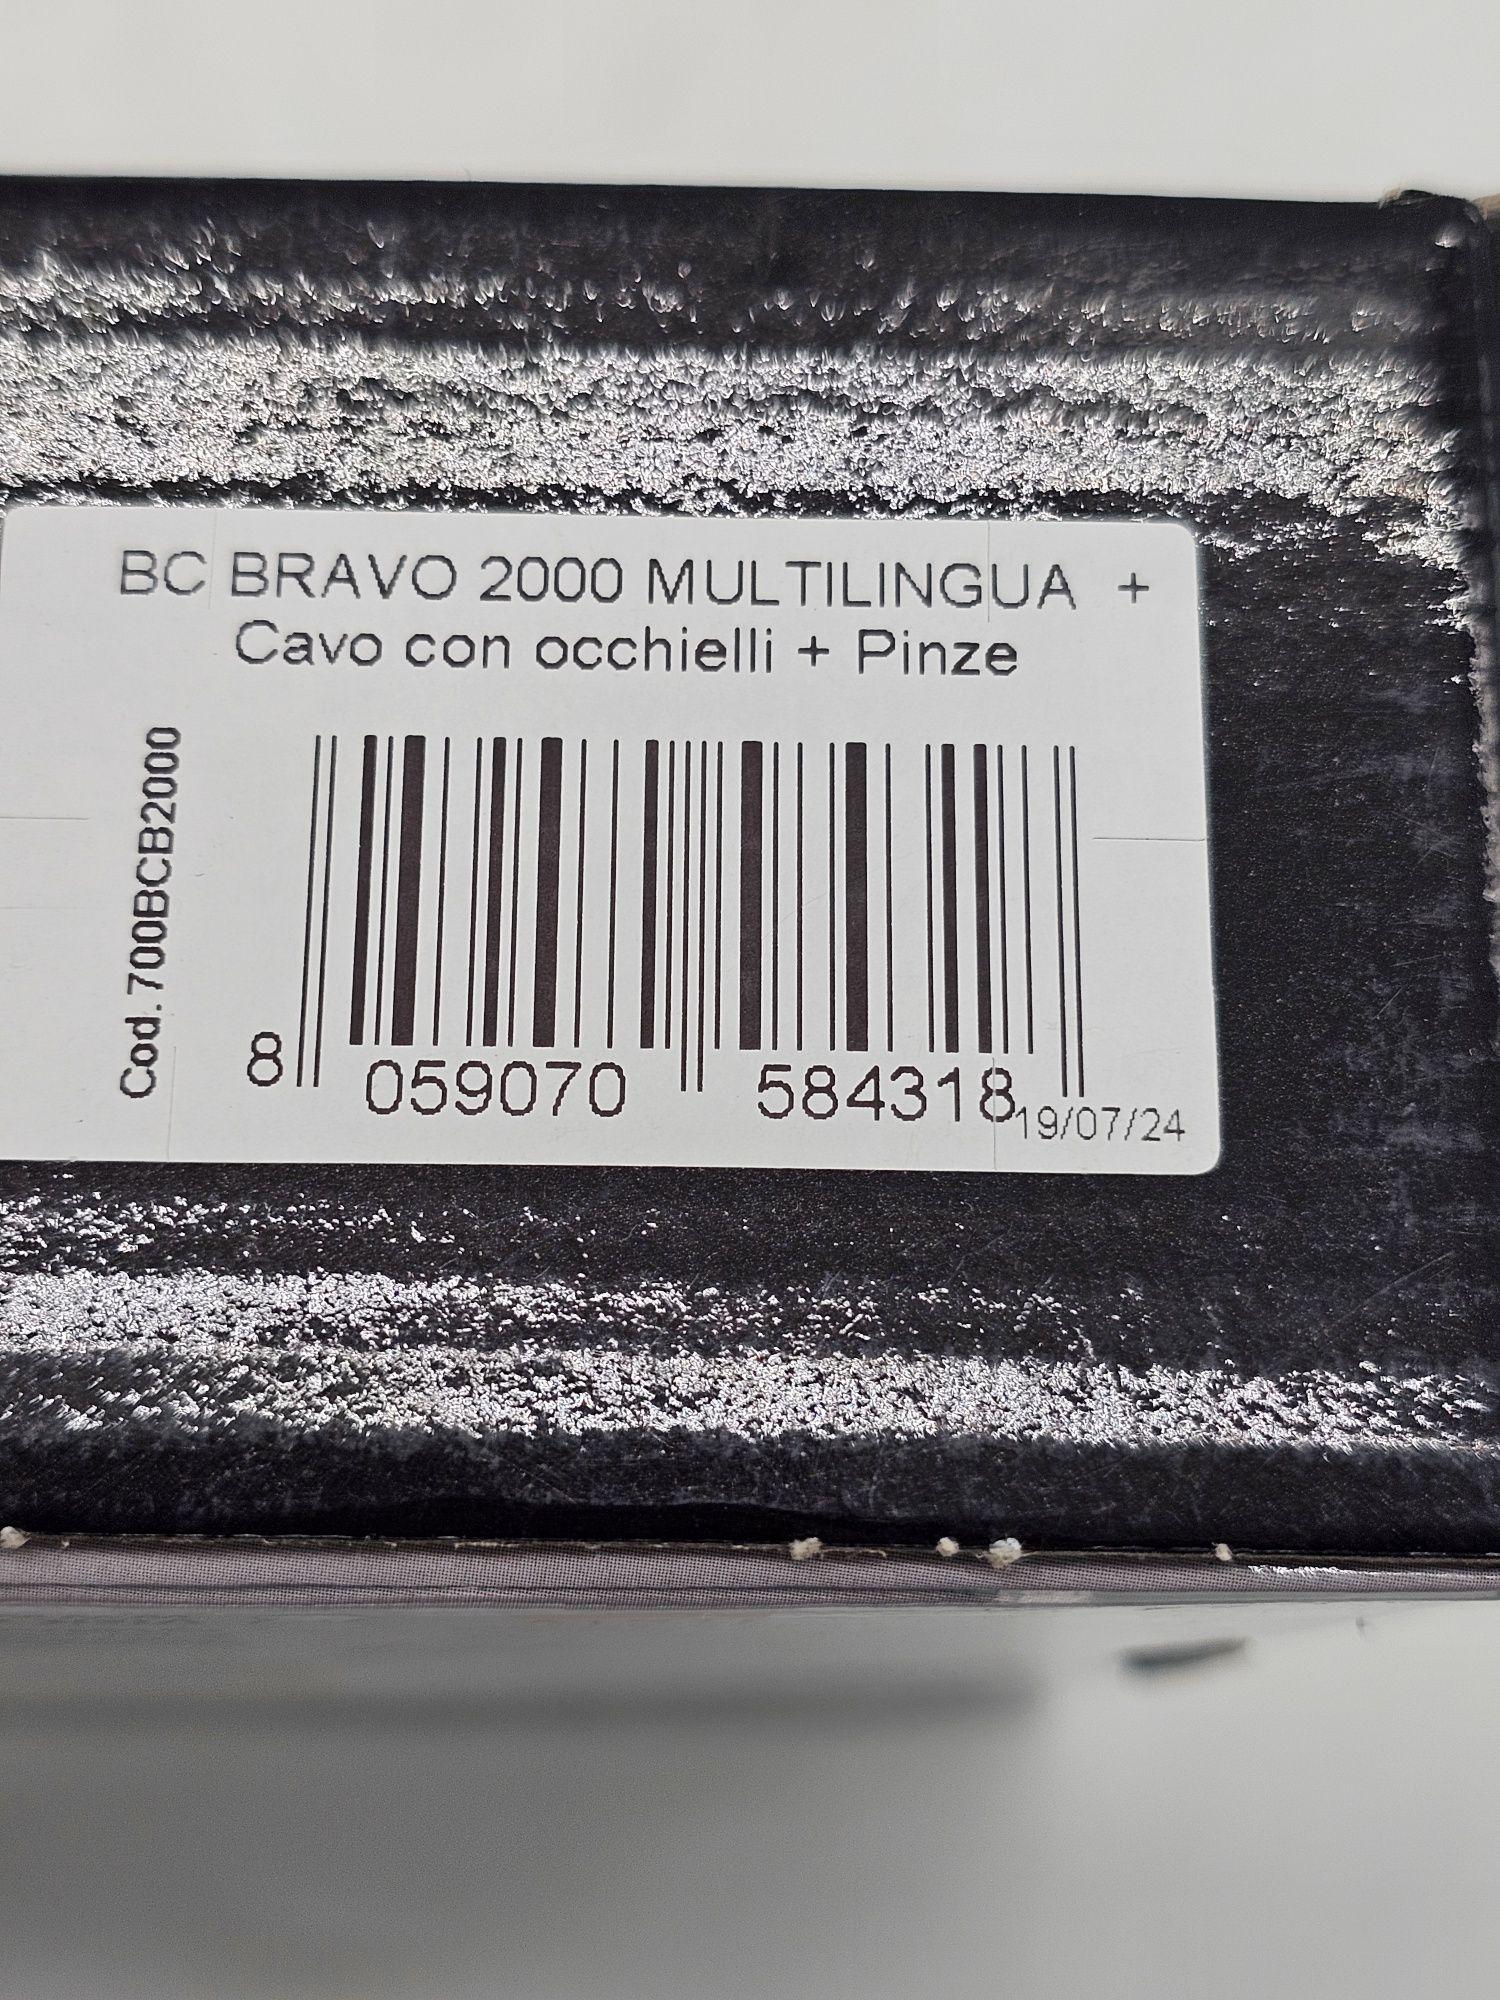 BC BRAVO 2000 MULTILINGUA +
Cavo con occhielli + Pinze
Cod. 700BCB2000
8 059070 584318
19/07/24